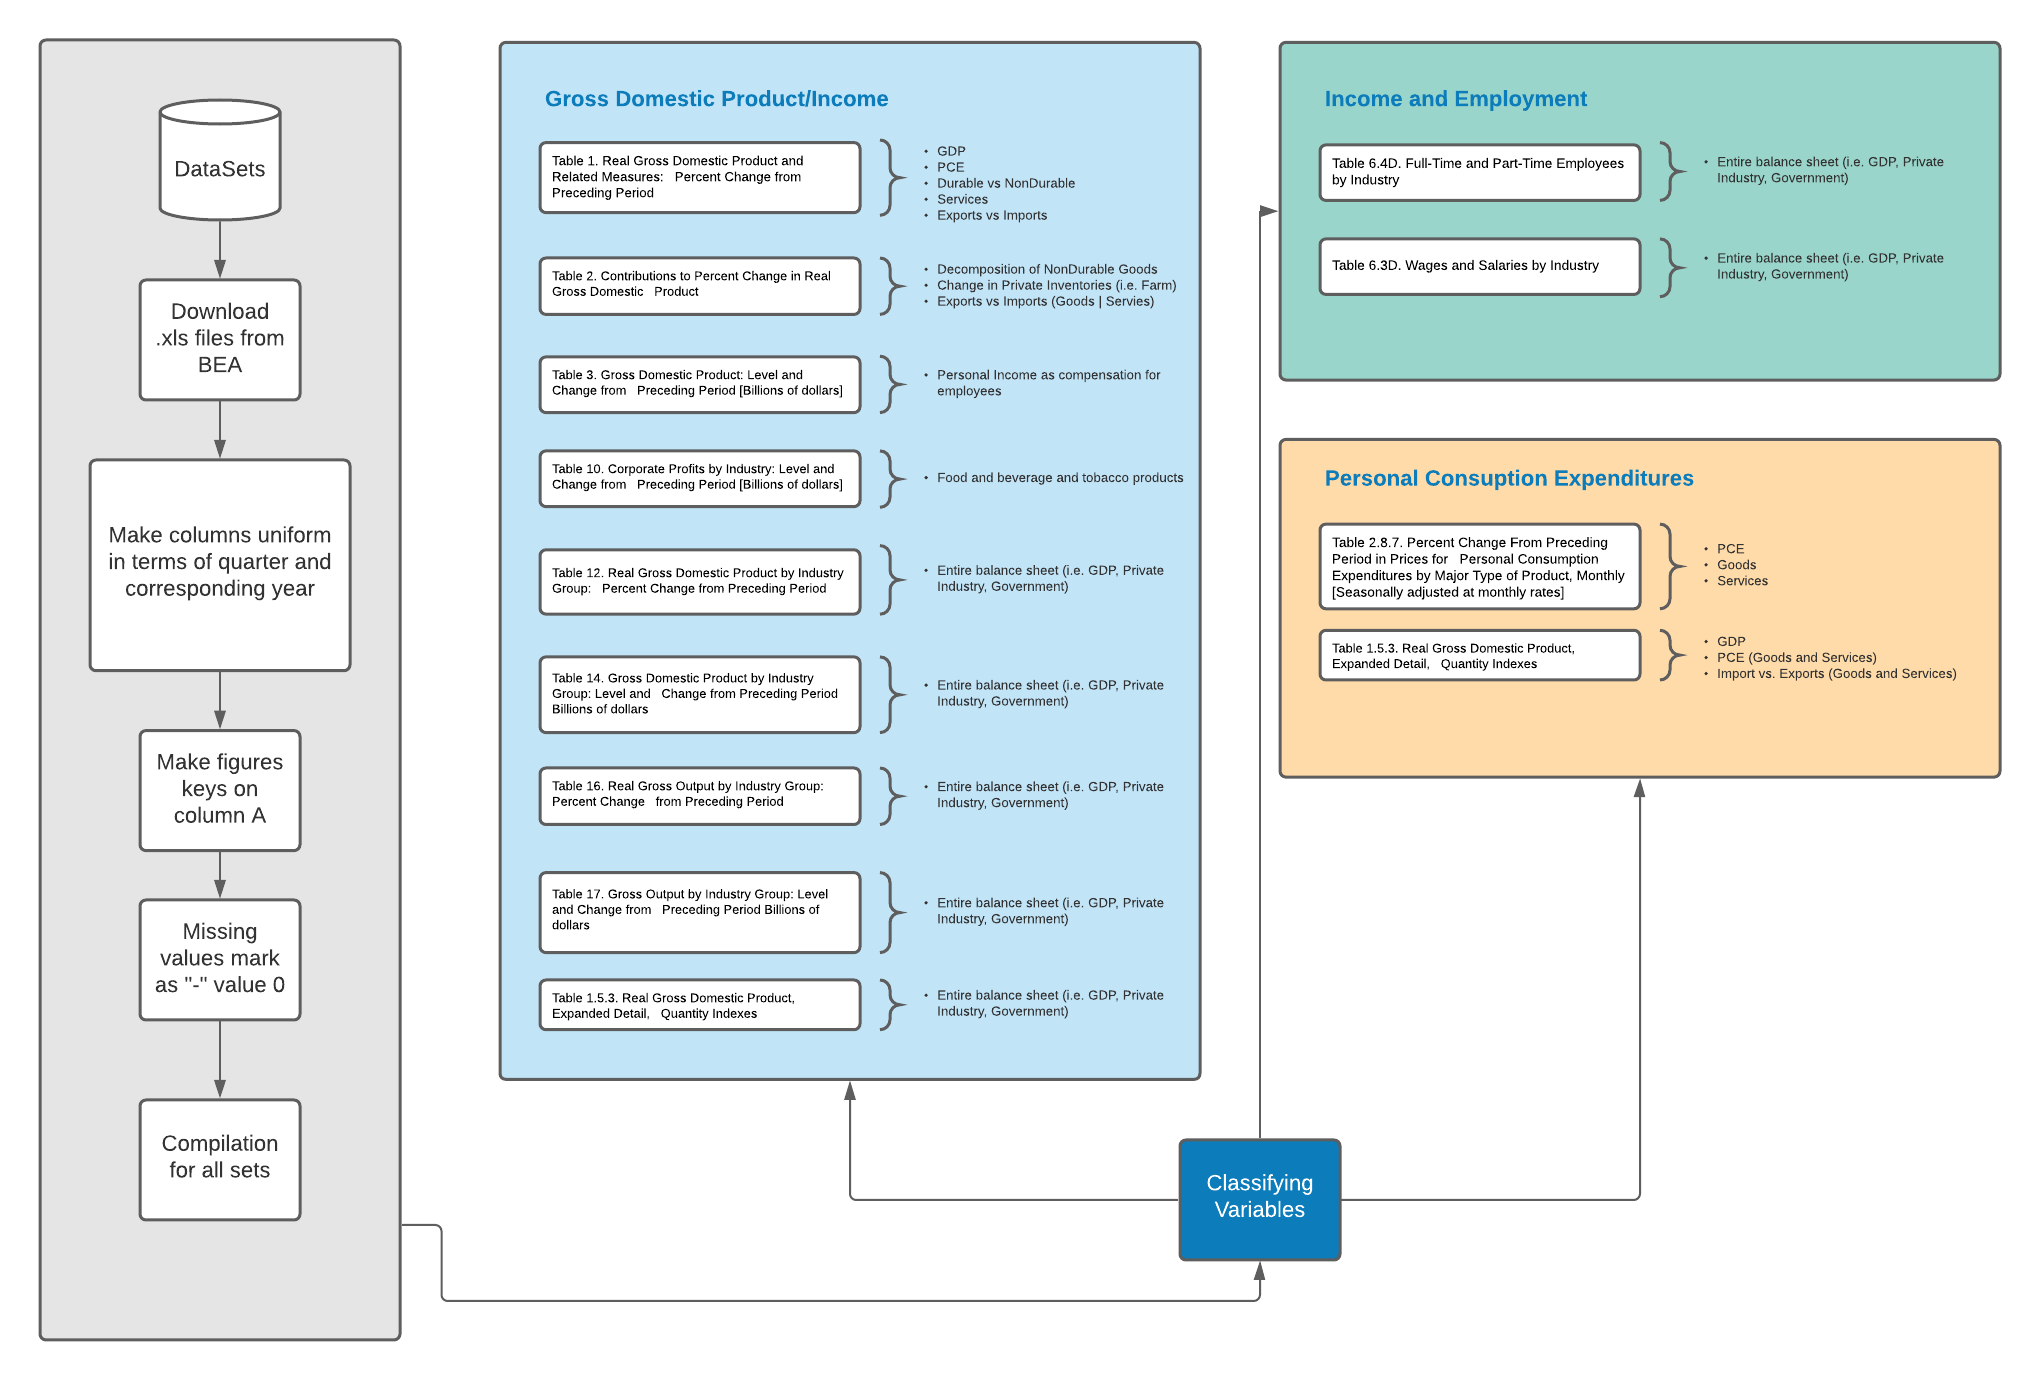 DataSets
Download
.xls files from
BEA
Make columns uniform
in terms of quarter and
corresponding year
Make figures
keys on
column A
Missing
values mark
as "-" value 0
Compilation
for all sets
Gross Domestic Product/Income
Table 1. Real Gross Domestic Product and
Related Measures: Percent Change from
Preceding Period
• GDP
• PCE
• Durable vs NonDurable
• Services
• Exports vs Imports
Table 2. Contributions to Percent Change in Real
Gross Domestic Product
• Decomposition of NonDurable Goods
• Change in Private Inventories (i.e. Farm)
• Exports vs Imports (Goods | Servies)
Table 3. Gross Domestic Product: Level and
Change from Preceding Period [Billions of dollars]
• Personal Income as compensation for
employees
Table 10. Corporate Profits by Industry: Level and
Change from Preceding Period [Billions of dollars]
• Food and beverage and tobacco products
Table 12. Real Gross Domestic Product by Industry
Group: Percent Change from Preceding Period
• Entire balance sheet (i.e. GDP, Private
Industry, Government)
Table 14. Gross Domestic Product by Industry
Group: Level and Change from Preceding Period
Billions of dollars
• Entire balance sheet (i.e. GDP, Private
Industry, Government)
Table 16. Real Gross Output by Industry Group:
Percent Change from Preceding Period
• Entire balance sheet (i.e. GDP, Private
Industry, Government)
Table 17. Gross Output by Industry Group: Level
and Change from Preceding Period Billions of
dollars
• Entire balance sheet (i.e. GDP, Private
Industry, Government)
Table 1.5.3. Real Gross Domestic Product,
Expanded Detail, Quantity Indexes
• Entire balance sheet (i.e. GDP, Private
Industry, Government)
Income and Employment
Table 6.4D. Full-Time and Part-Time Employees
by Industry
• Entire balance sheet (i.e. GDP, Private
Industry, Government)
Table 6.3D. Wages and Salaries by Industry
• Entire balance sheet (i.e. GDP, Private
Industry, Government)
Personal Consuption Expenditures
Table 2.8.7. Percent Change From Preceding
Period in Prices for Personal Consumption
Expenditures by Major Type of Product, Monthly
[Seasonally adjusted at monthly rates]
• PCE
• Goods
• Services
Table 1.5.3. Real Gross Domestic Product,
Expanded Detail, Quantity Indexes
• GDP
• PCE (Goods and Services)
• Import vs. Exports (Goods and Services)
Classifying
Variables